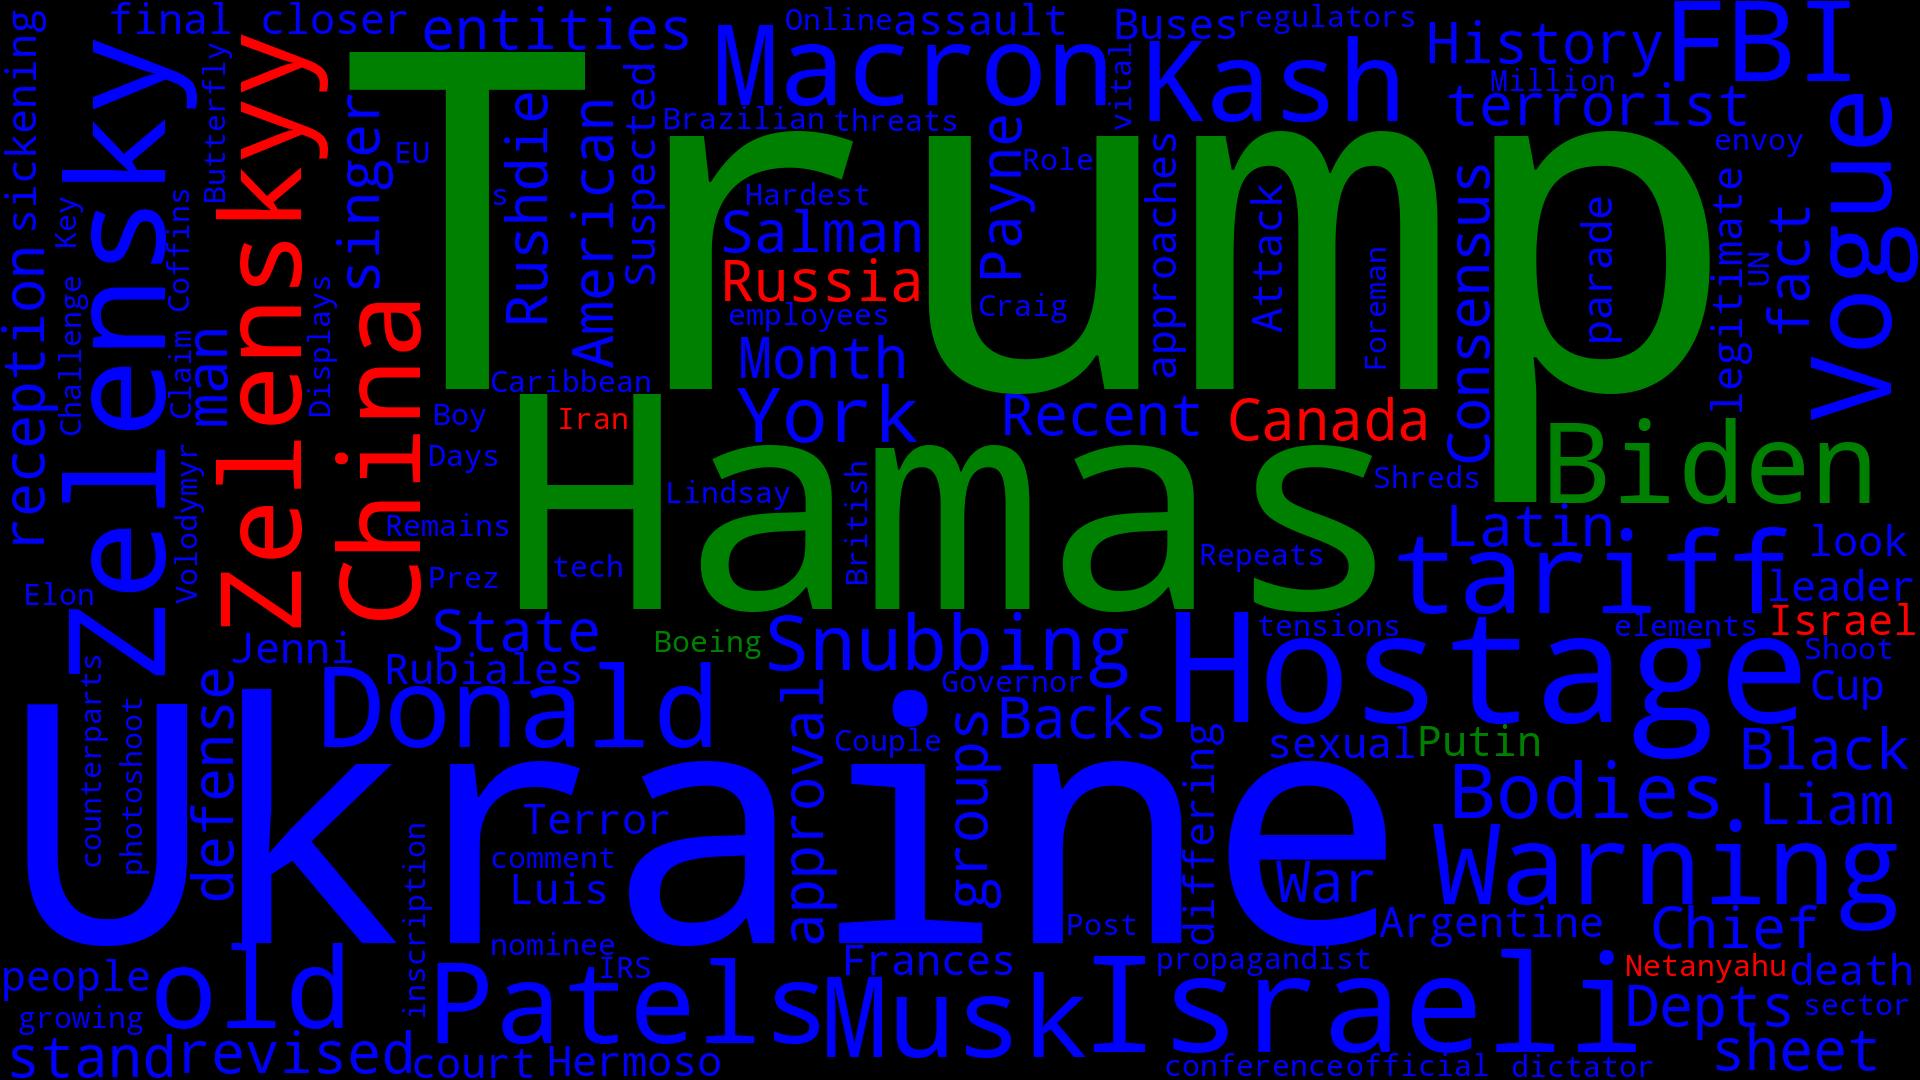 final closer
entities
Online assault
Buses regulators
History
FBI
sickening
Zelensky
Butterfly
Zelenskyy
singer
EU
Trump
s
Rushdie
American
Suspected
Macron
vital
Kash
Million
terrorist
Brazilian threats
envoy
Vogue
Payne
Role
Hardest
Salman
Russia
employees
Craig
approaches
Attack
Foreman
Consensus
parade
legitimate
UN
fact
Key
Coffins
reception
Challenge
Claim
man
Displays
China
Month
Caribbean
Boy
Iran
York
Recent
Canada
Biden
Days
Hamas
Lindsay
British
Shreds
Volodymyr
Remains
Latin
tariff
look
Prez
tech
Repeats
leader
Elon
State
Boeing
Snubbing
Hostage
tensions
elements
Israel
Jenni
Rubiales
Shoot
Governor
Cup
counterparts
photoshoot
defense
Donald
Backs
sexual
Putin
Black
Ukraine
approval
Couple
groups
differing
Bodies
Liam
Terror
comment
Luis
War
Warning
inscription
Post
Argentine
Chief
nominee
IRS
Frances
propagandist
Netanyahu
death
people
old
Patels
Musk
Israeli
Depts
sector
growing
stand
revised
court
Hermoso
conference
official
dictator
sheet